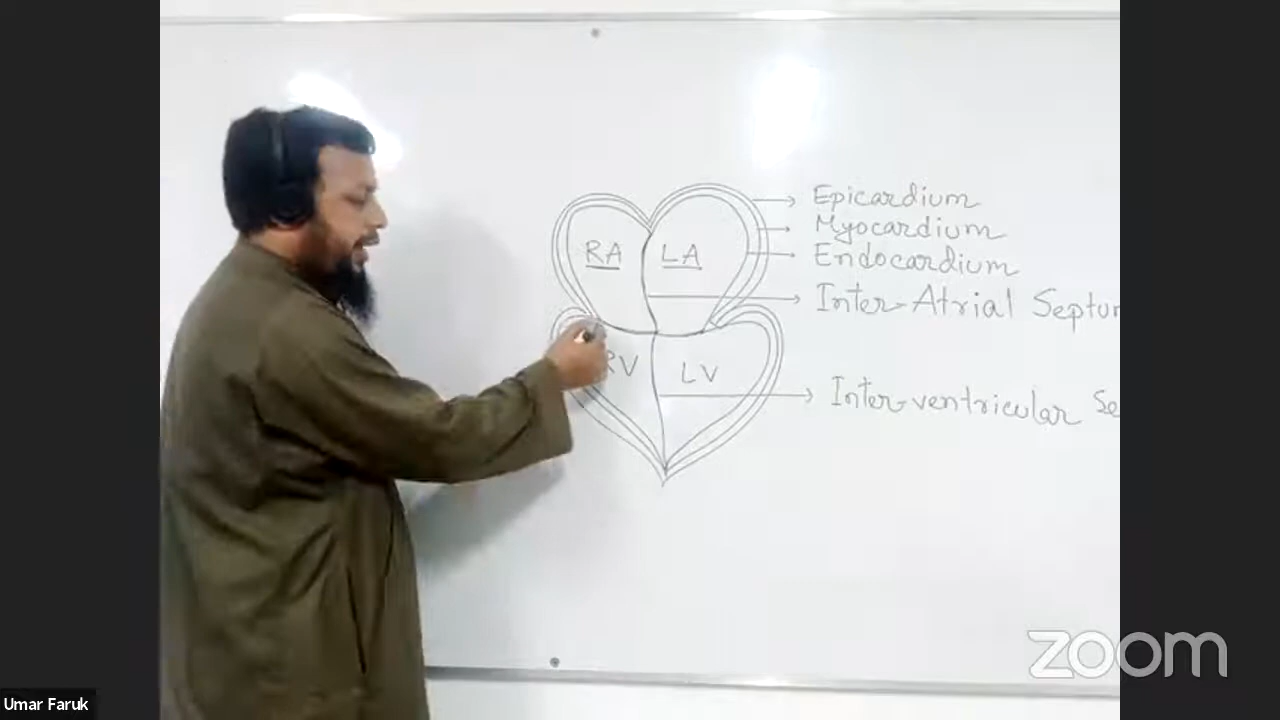 Epicardium
Myocardium
Endocardium
RA LA
Inter-Atrial Septum
RV LV
Inter-ventricular Se
zoom
Umar Faruk